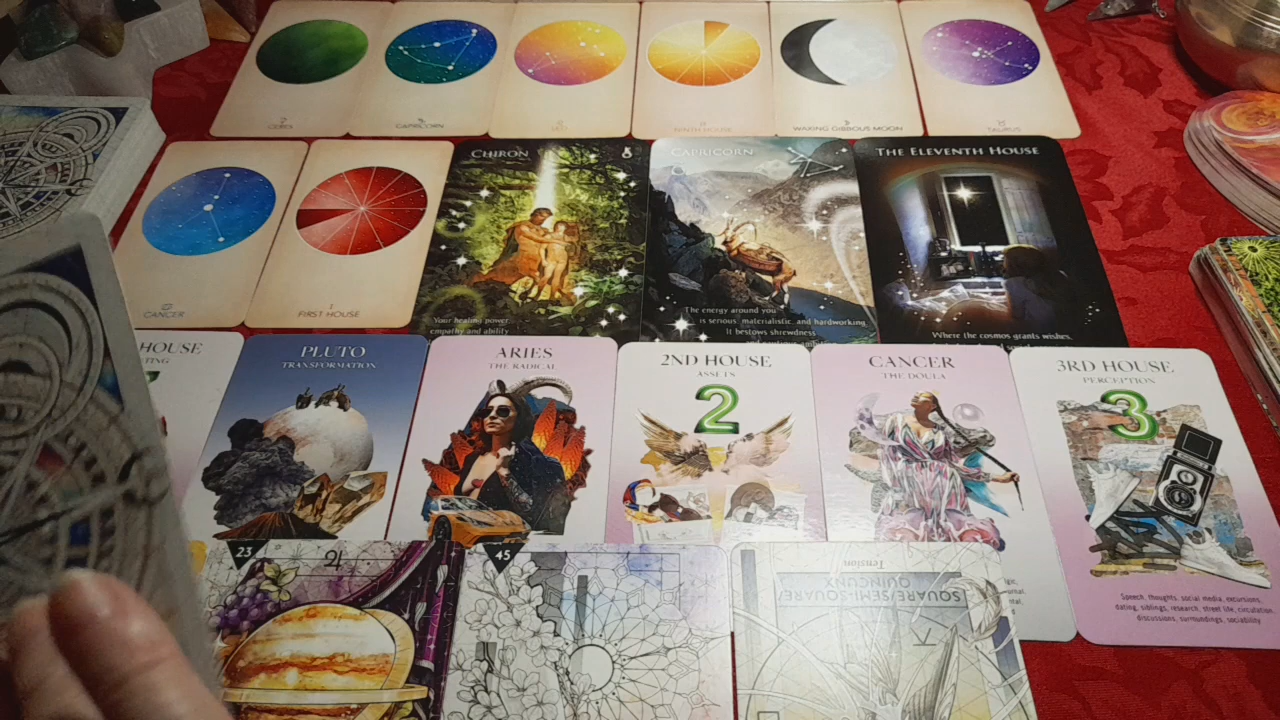 CERES
CAPRICORN
LEO
NINTH HOUSE
WAXING GIBBOUS MOON
TAURUS
CANCER
1
FIRST HOUSE
CHIRON
Your healing power,
empathy and ability
CAPRICORN
The energy around you
is serious, materialistic, and hardworking.
It bestows shrewdness
THE ELEVENTH HOUSE
Where the cosmos grants wishes,
HOUSE
PLUTO
TRANSFORMATION
ARIES
THE RADICAL
2ND HOUSE
ASSETS
2
CANCER
THE DOULA
3RD HOUSE
PERCEPTION
3
Speech, thoughts, social media, excursions,
dating, siblings, research, street life, circulation,
discussions, surroundings, sociability
23
45
Tension
SQUARE/SEMI-SQUARE/
QUINCUNX